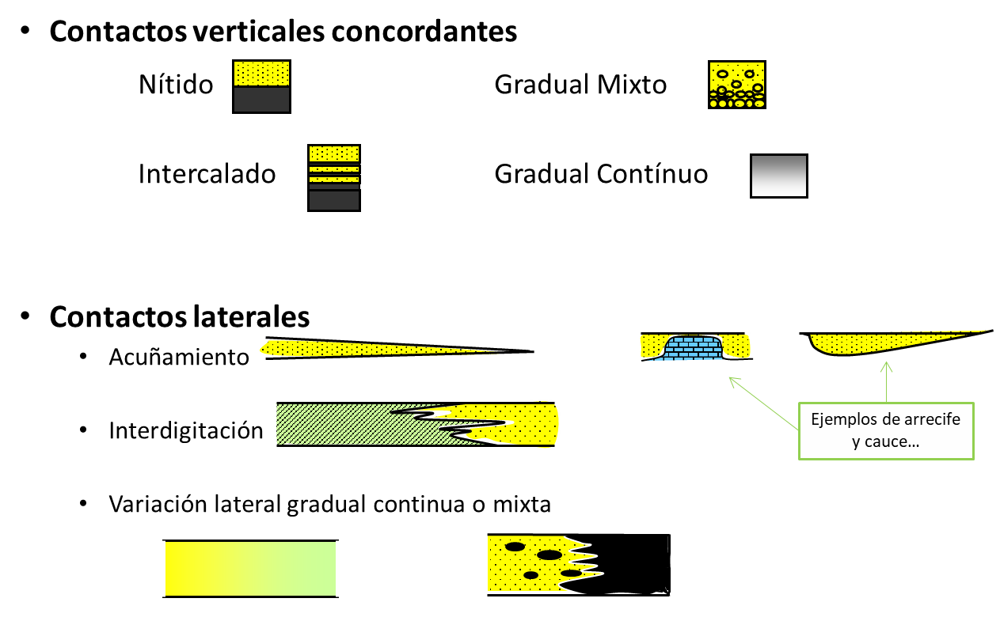 • Contactos verticales concordantes
Nítido
Gradual Mixto
Intercalado
Gradual Contínuo
• Contactos laterales
• Acuñamiento
• Interdigitación
Ejemplos de arrecife
y cauce...
• Variación lateral gradual continua o mixta